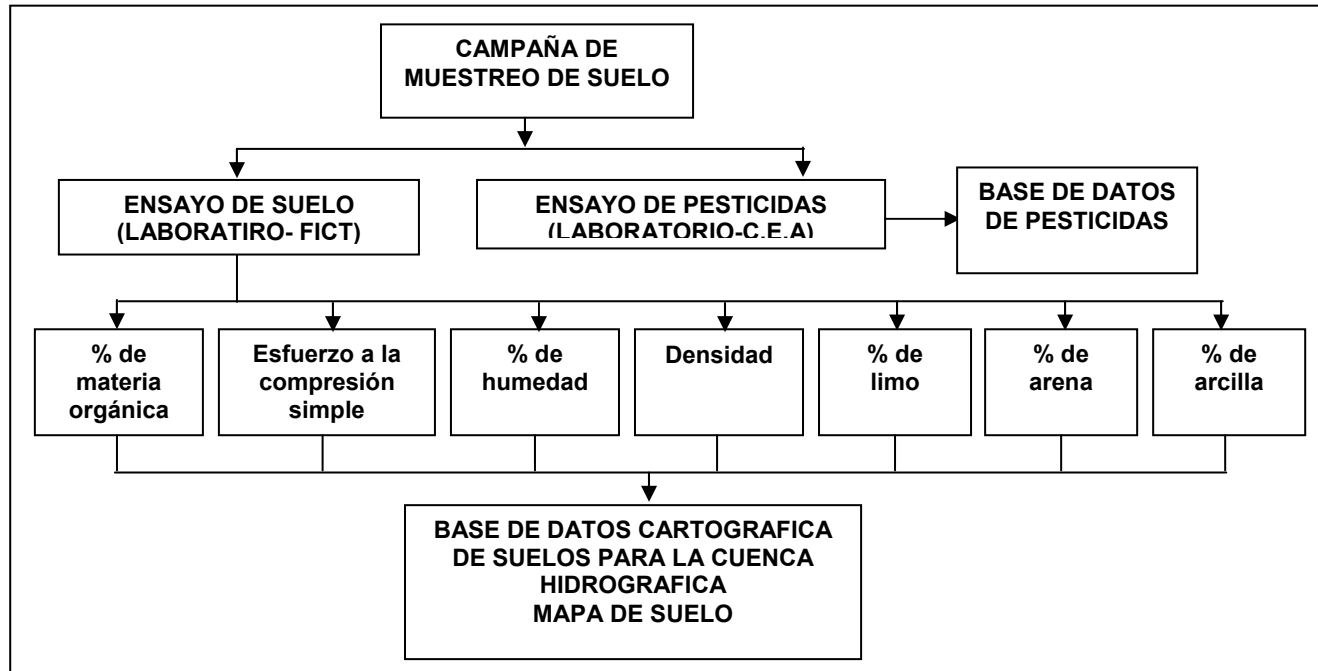 CAMPAÑA DE
MUESTREO DE SUELO
ENSAYO DE SUELO
(LABORATIRO- FICT)
ENSAYO DE PESTICIDAS
(LABORATORIO-C.E.A)
BASE DE DATOS
DE PESTICIDAS
% de
materia
orgánica
Esfuerzo a la
compresión
simple
% de
humedad
Densidad
% de
limo
% de
arena
% de
arcilla
BASE DE DATOS CARTOGRAFICA
DE SUELOS PARA LA CUENCA
HIDROGRAFICA
MAPA DE SUELO